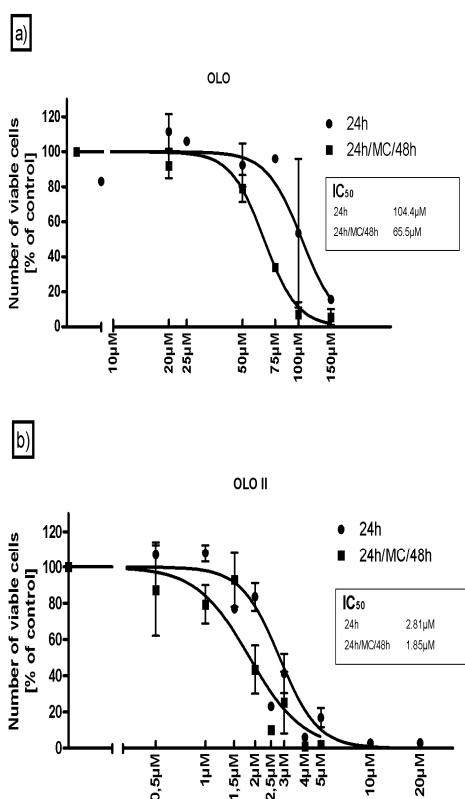 a)
OLO
Number of viable cells
[% of control]
120
100
80
60
40
20
0
10µM
20µM
25µM
50µM
75µM
100µM
150µM
24h
24h/MC/48h
IC50
24h 104.4µM
24h/MC/48h 65.5µM
b)
OLO II
Number of viable cells
[% of control]
120
100
80
60
40
20
0
0,5µM
1µM
1,5µM
2µM
2,5µM
3µM
4µM
5µM
10µM
20µM
24h
24h/MC/48h
IC50
24h 2.81µM
24h/MC/48h 1.85µM